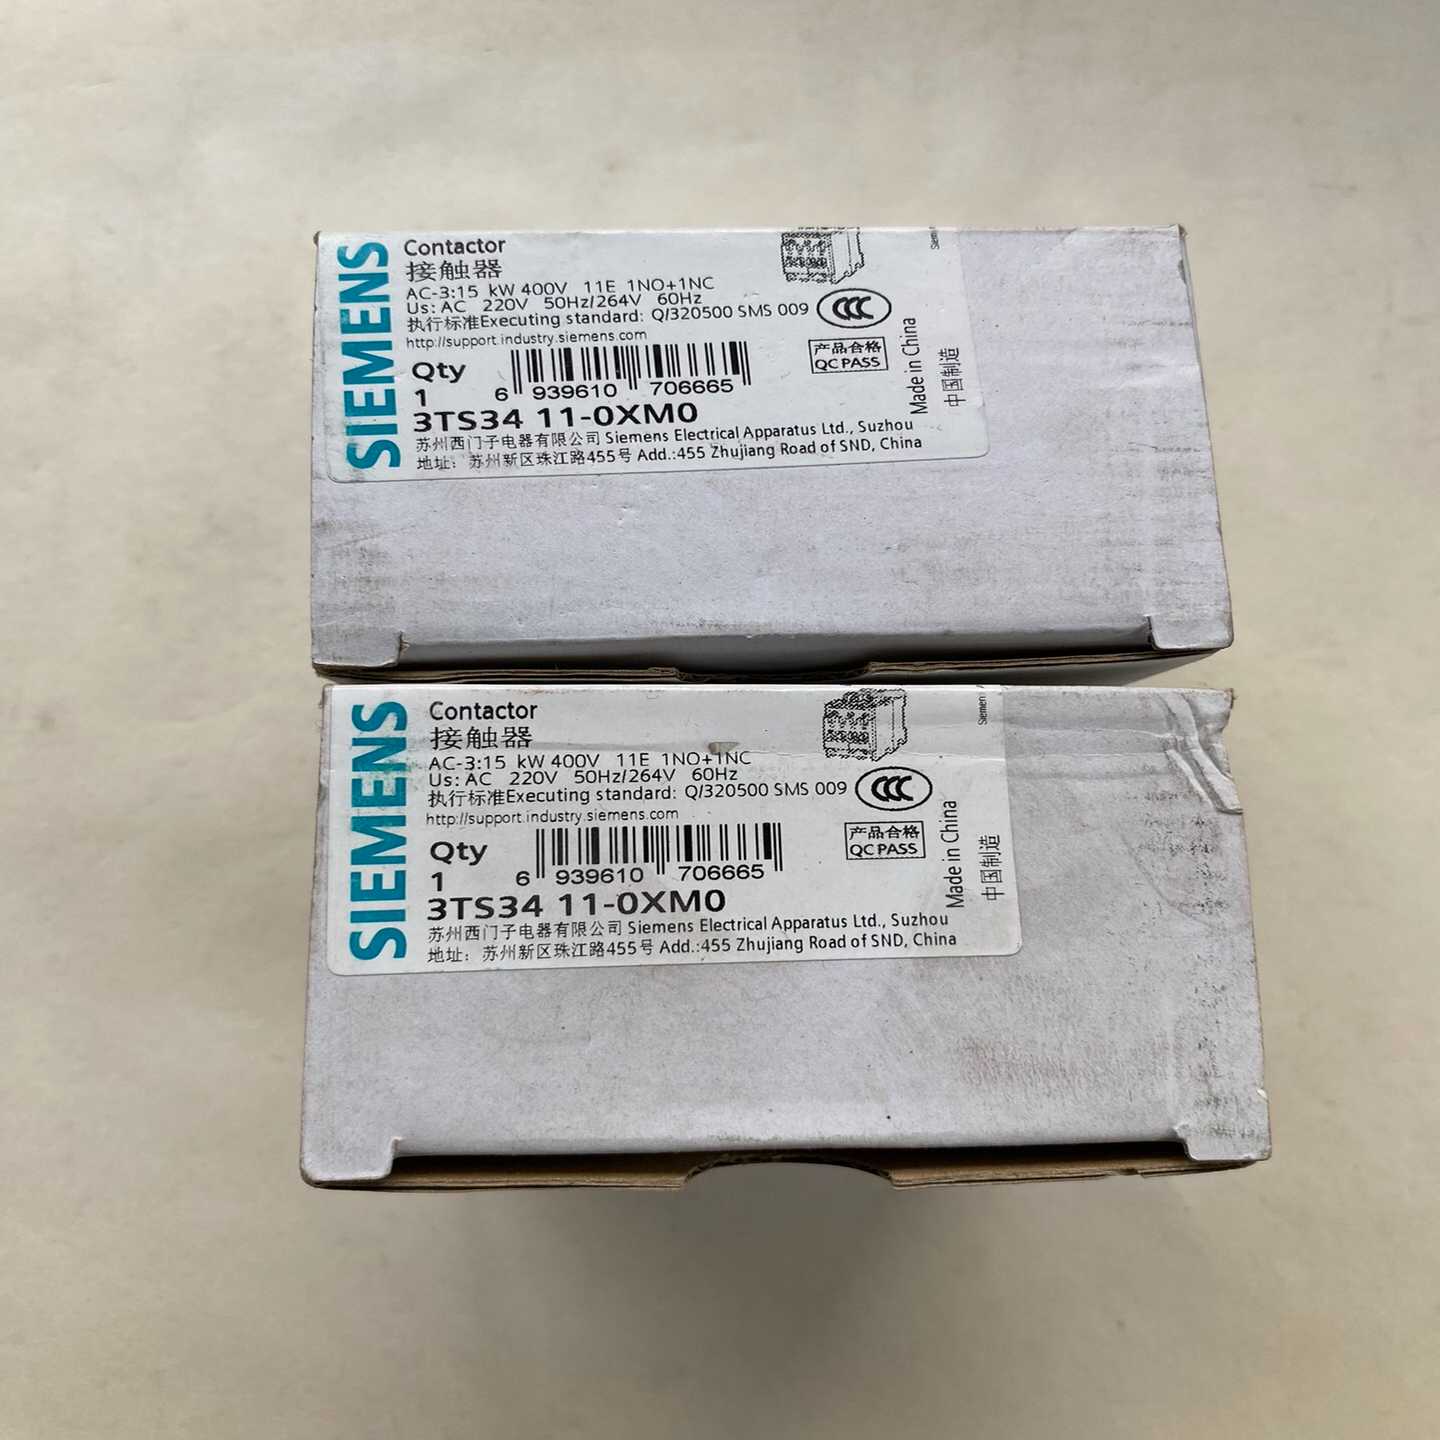 SIEMENS
Contactor
接触器
AC-3:15 kW 400V 11E 1NO+1NC
Us: AC 220V 50Hz/264V 60Hz
执行标准Executing standard: Q/320500 SMS 009
CCC
http://support.industry.siemens.com
产品合格
QC PASS
Qty
1
6 939610 706665
3TS34 11-0XM0
苏州西门子电器有限公司 Siemens Electrical Apparatus Ltd., Suzhou
地址: 苏州新区珠江路455号 Add.:455 Zhujiang Road of SND, China
Made in China
中国制造
SIEMENS
Contactor
接触器
AC-3:15 kW 400V 11E 1NO+1NC
Us: AC 220V 50Hz/264V 60Hz
执行标准Executing standard: Q/320500 SMS 009
CCC
http://support.industry.siemens.com
产品合格
QC PASS
Qty
1
6 939610 706665
3TS34 11-0XM0
苏州西门子电器有限公司 Siemens Electrical Apparatus Ltd., Suzhou
地址: 苏州新区珠江路455号 Add.:455 Zhujiang Road of SND, China
Made in China
中国制造
Siemens